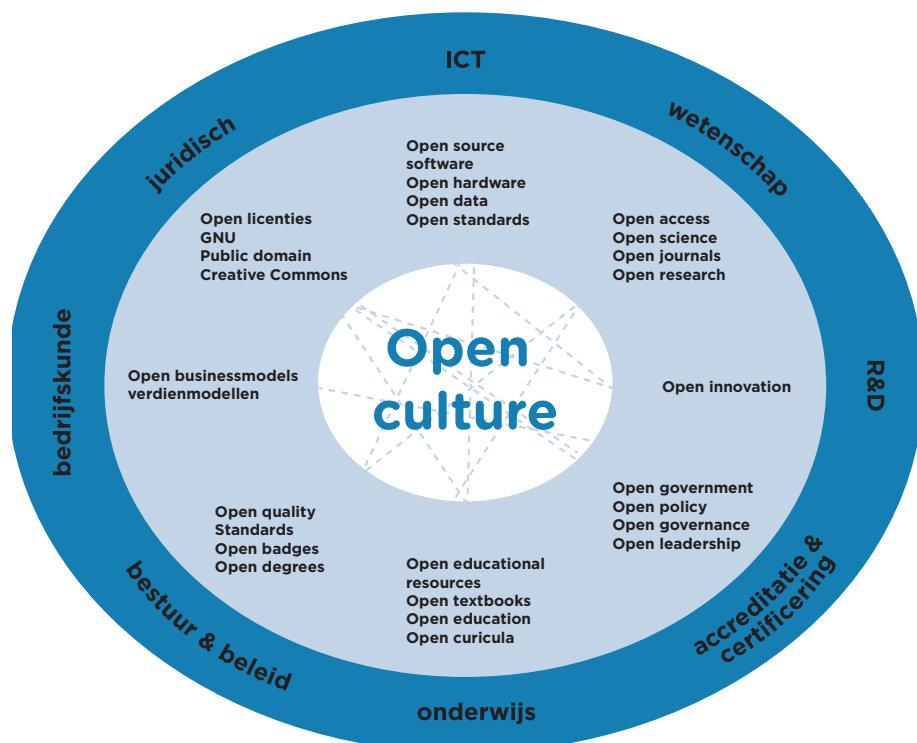 ICT
juridisch
wetenschap
Open source
software
Open hardware
Open data
Open standards
Open licenties
GNU
Public domain
Creative Commons
Open access
Open science
Open journals
Open research
bedrijfskunde
Open businessmodels
verdienmodellen
Open
culture
Open innovation
R&D
Open quality
Standards
Open badges
Open degrees
Open educational
resources
Open textbooks
Open education
Open curicula
Open government
Open policy
Open governance
Open leadership
bestuur & beleid
onderwijs
accreditatie &
certificering